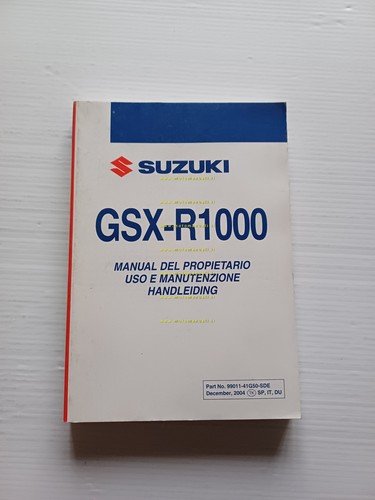 SUZUKI
GSX-R1000
MANUAL DEL PROPIETARIO
USO E MANUTENZIONE
HANDLEIDING
Part No. 99011-41G50-SDE
December, 2004 TK SP, IT, DU